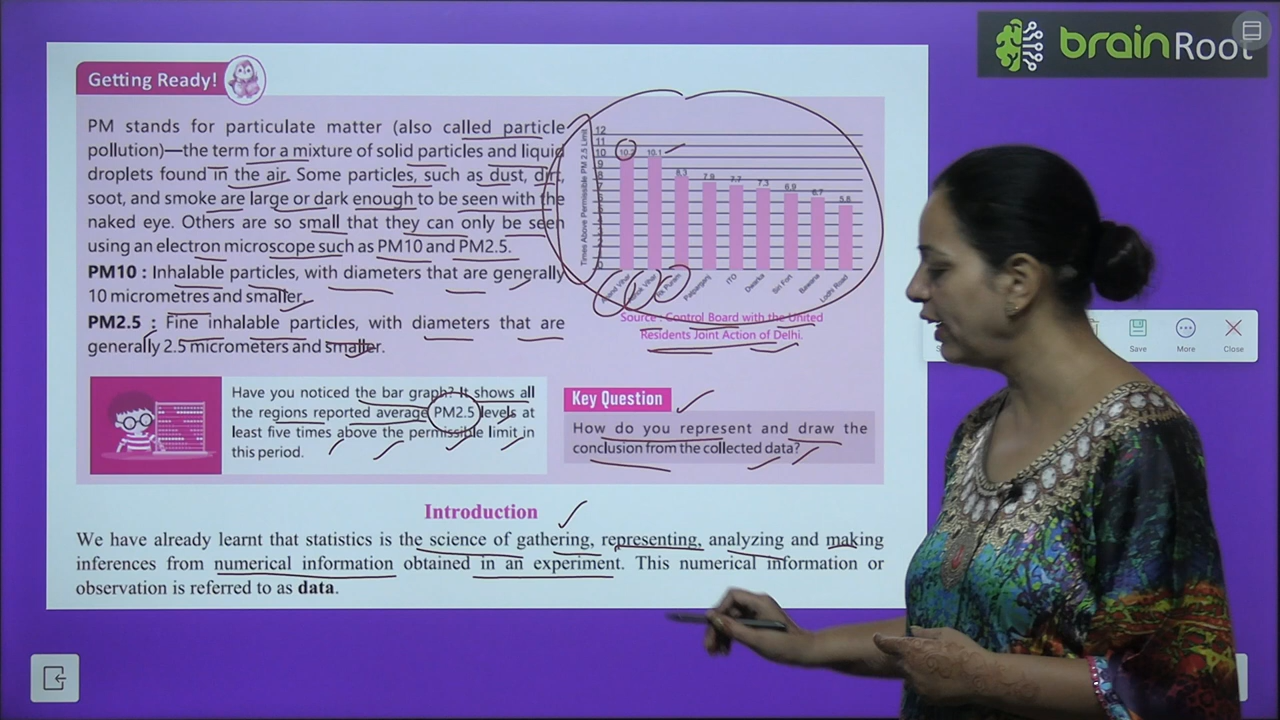 brainRoot
Getting Ready!
PM stands for particulate matter (also called particle
pollution)—the term for a mixture of solid particles and liquid
droplets found in the air. Some particles, such as dust, dirt,
soot, and smoke are large or dark enough to be seen with the
naked eye. Others are so small that they can only be seen
using an electron microscope such as PM10 and PM2.5.
PM10 : Inhalable particles, with diameters that are generally
10 micrometres and smaller.
PM2.5 : Fine inhalable particles, with diameters that are
generally 2.5 micrometers and smaller.
Times Above Permissible PM 2.5 Limit
12
11
10
9
10.1
8.3
7.9
7.7
7.3
6.9
6.7
5.8
Vihar
Vihar
RK Puram
Patparganj
ITO
Dwarka
Siri Fort
Bawana
Lodhi Road
Source : Control Board with the United
Residents Joint Action of Delhi.
Have you noticed the bar graph? It shows all
the regions reported average PM2.5 levels at
least five times above the permissible limit in
this period.
Key Question
How do you represent and draw the
conclusion from the collected data?
Introduction
We have already learnt that statistics is the science of gathering, representing, analyzing and making
inferences from numerical information obtained in an experiment. This numerical information or
observation is referred to as data.
Save
More
Close